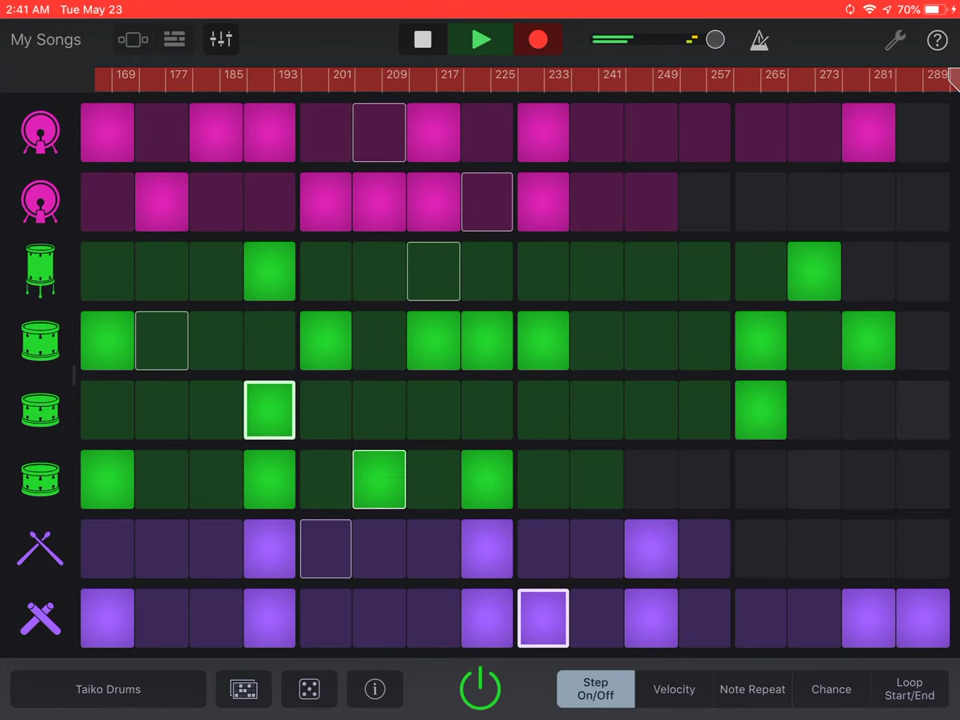 2:41 AM Tue May 23
70%
My Songs
169 177 185 193 201 209 217 225 233 241 249 257 265 273 281 289
Taiko Drums
Step
On/Off
Velocity
Note Repeat
Chance
Loop
Start/End